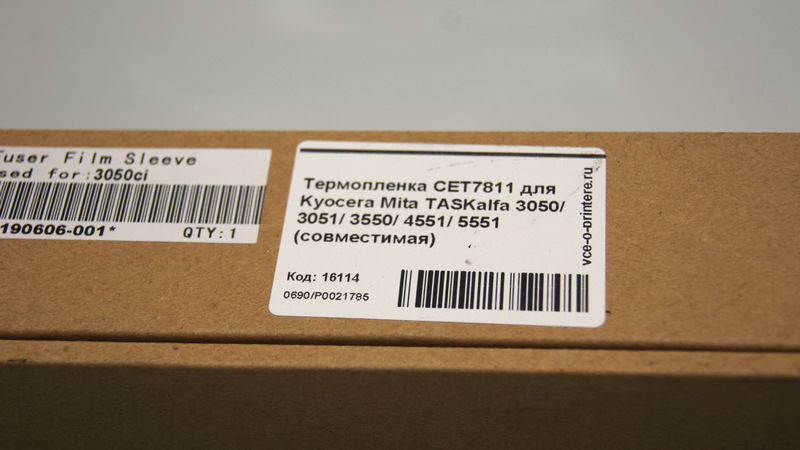 Fuser Film Sleeve
sed for:3050ci
190606-001*
QTY:1
Термопленка CET7811 для
Kyocera Mita TASKalfa 3050/
3051/ 3550/ 4551/ 5551
(совместимая)
Код: 16114
0690/P0021785
vce-o-printere.ru